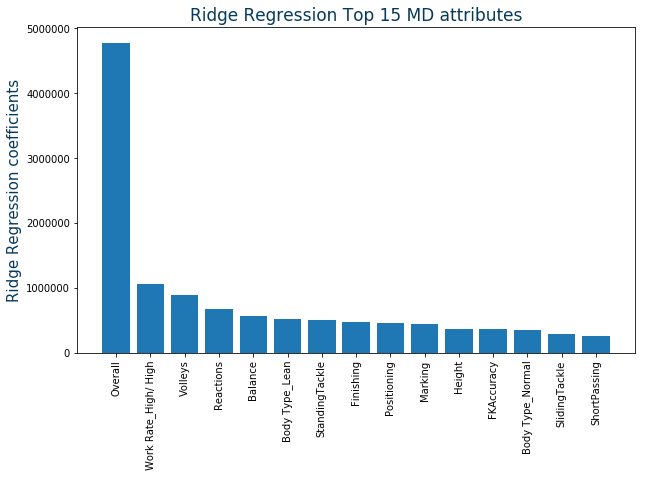 Ridge Regression Top 15 MD attributes
Ridge Regression coefficients
5000000
4000000
3000000
2000000
1000000
0
Overall
Work Rate_High/ High
Volleys
Reactions
Balance
Body Type_Lean
StandingTackle
Finishing
Positioning
Marking
Height
FKAccuracy
Body Type_Normal
SlidingTackle
ShortPassing